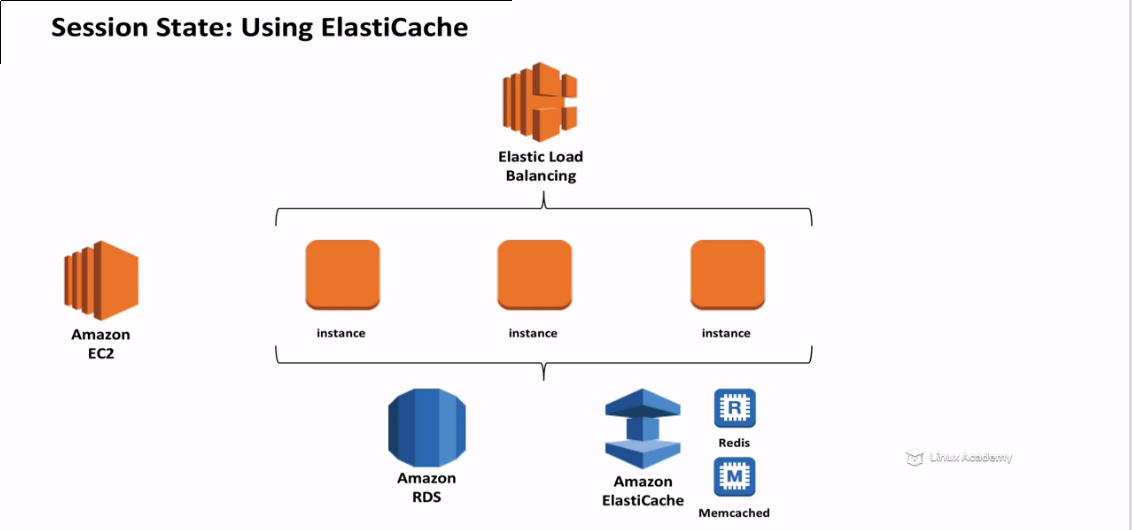 Session State: Using ElastiCache
Elastic Load
Balancing
Amazon
EC2
instance
instance
instance
Amazon
RDS
Amazon
ElastiCache
R
Redis
M
Memcached
Linux Academy